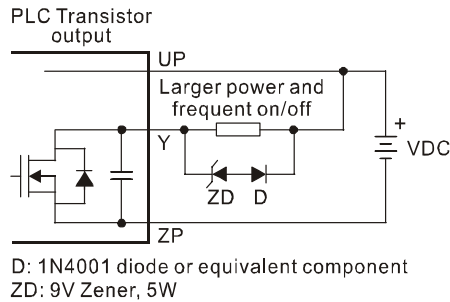 PLC Transistor
output
UP
Larger power and
frequent on/off
Y
+
VDC
ZD D
ZP
D: 1N4001 diode or equivalent component
ZD: 9V Zener, 5W